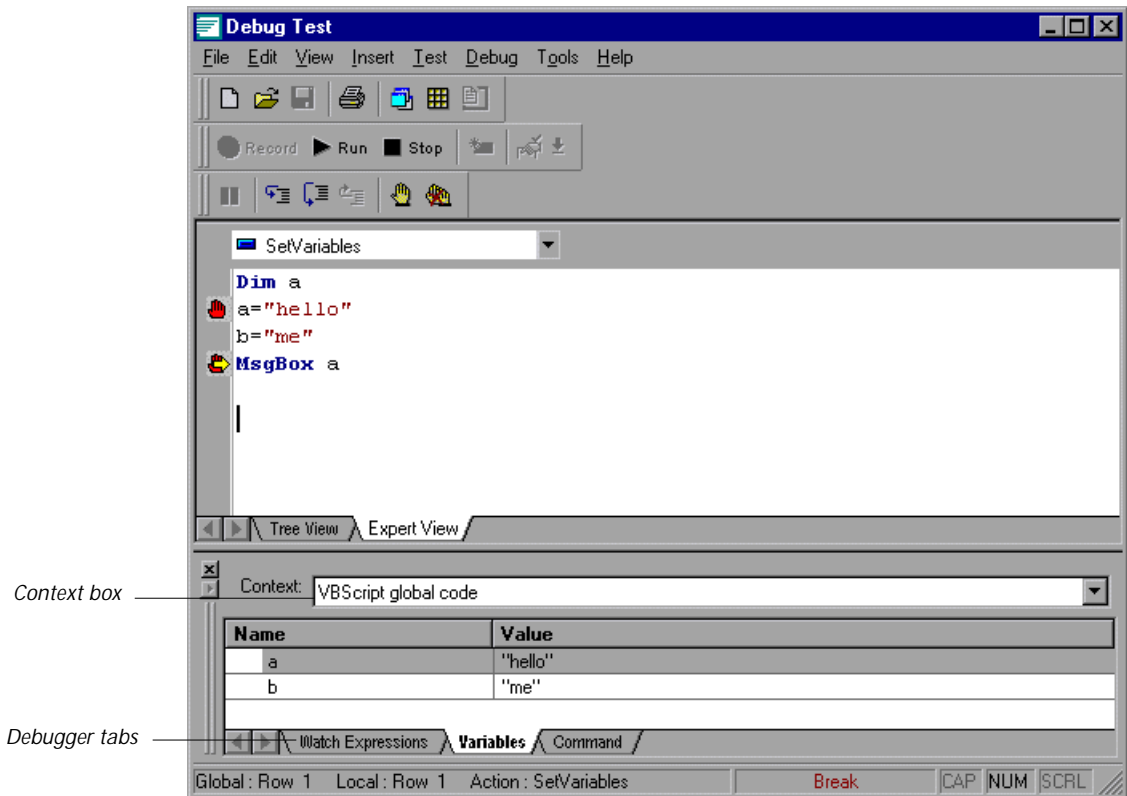 Debug Test
File Edit View Insert Test Debug Tools Help
Record Run Stop
SetVariables
Dim a
a="hello"
b="me"
MsgBox a
Tree View Expert View
Context box
Context: VBScript global code
Name Value
a "hello"
b "me"
Debugger tabs
Watch Expressions Variables Command
Global : Row 1 Local : Row 1 Action : SetVariables Break CAP NUM SCRL